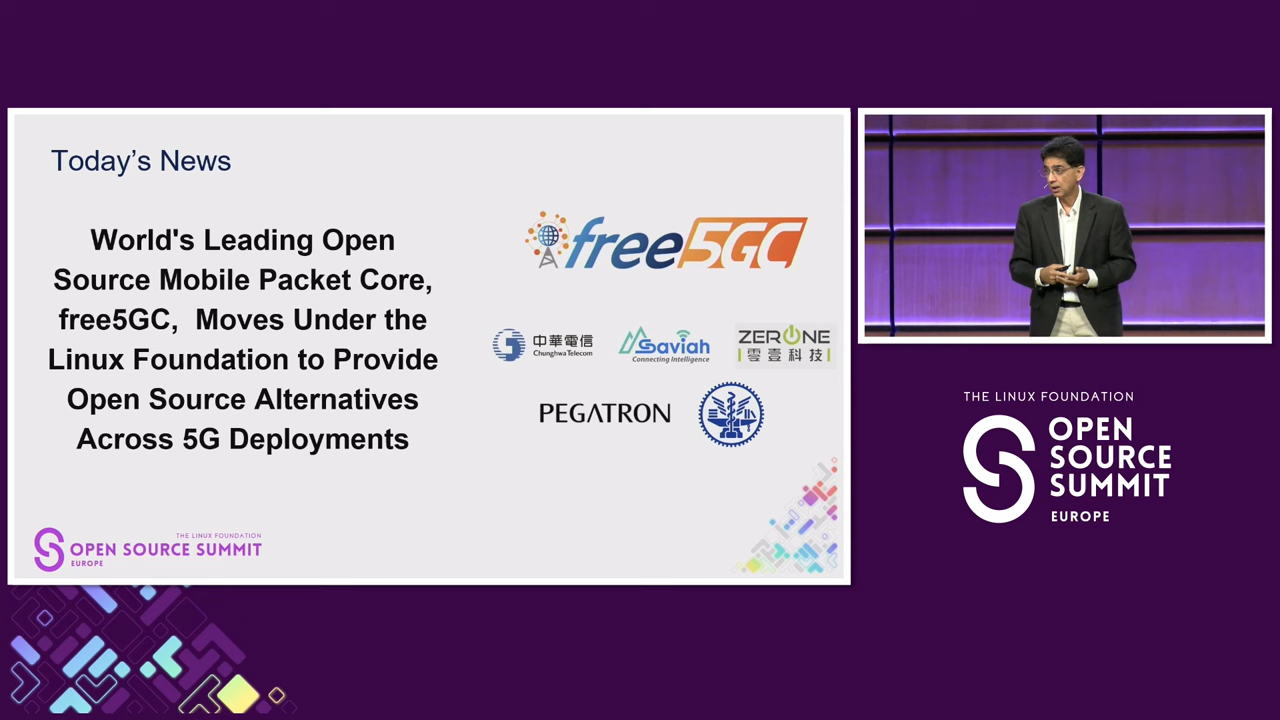 Today's News
World's Leading Open
Source Mobile Packet Core,
free5GC, Moves Under the
Linux Foundation to Provide
Open Source Alternatives
Across 5G Deployments
free5GC
中華電信
Chunghwa Telecom
Saviah
Connecting Intelligence
ZERONE
零壹科技
PEGATRON
THE LINUX FOUNDATION
OPEN SOURCE SUMMIT
EUROPE
THE LINUX FOUNDATION
OPEN
SOURCE
SUMMIT
EUROPE